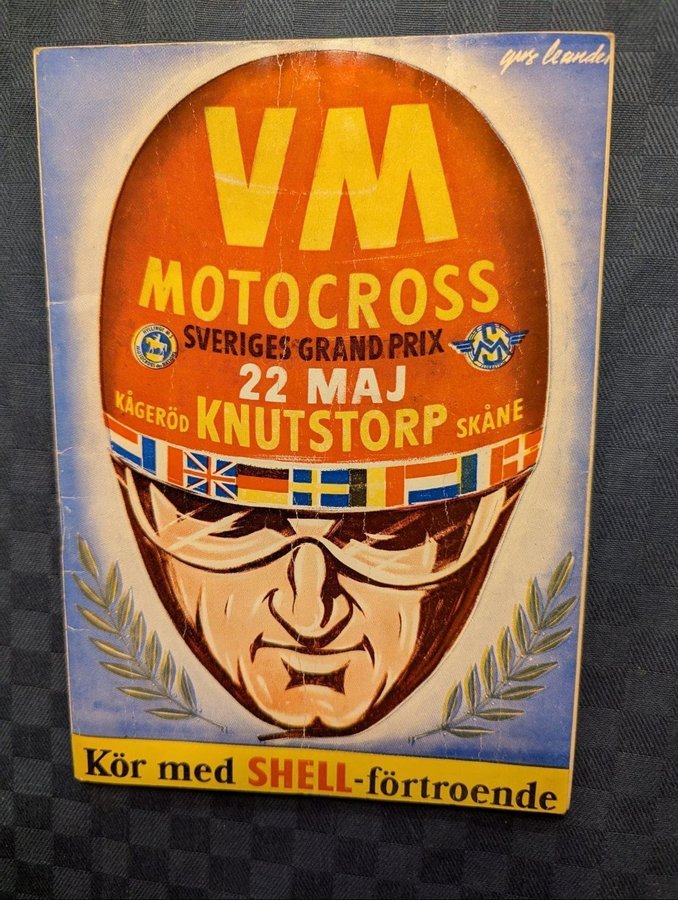 gus leander
VM
MOTOCROSS
SVERIGES GRAND PRIX
22 MAJ
KÅGERÖD KNUTSTORP SKÅNE
Kör med SHELL-förtroende